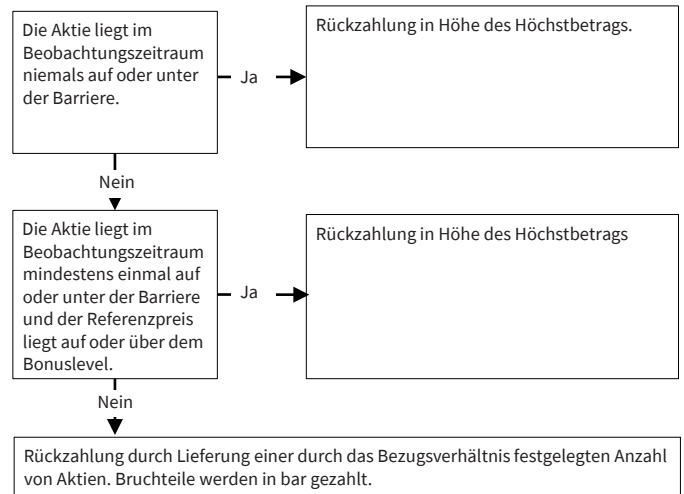 Die Aktie liegt im
Beobachtungszeitraum
niemals auf oder unter
der Barriere.
Ja
Rückzahlung in Höhe des Höchstbetrags.
Nein
Die Aktie liegt im
Beobachtungszeitraum
mindestens einmal auf
oder unter der Barriere
und der Referenzpreis
liegt auf oder über dem
Bonuslevel.
Ja
Rückzahlung in Höhe des Höchstbetrags
Nein
Rückzahlung durch Lieferung einer durch das Bezugsverhältnis festgelegten Anzahl
von Aktien. Bruchteile werden in bar gezahlt.